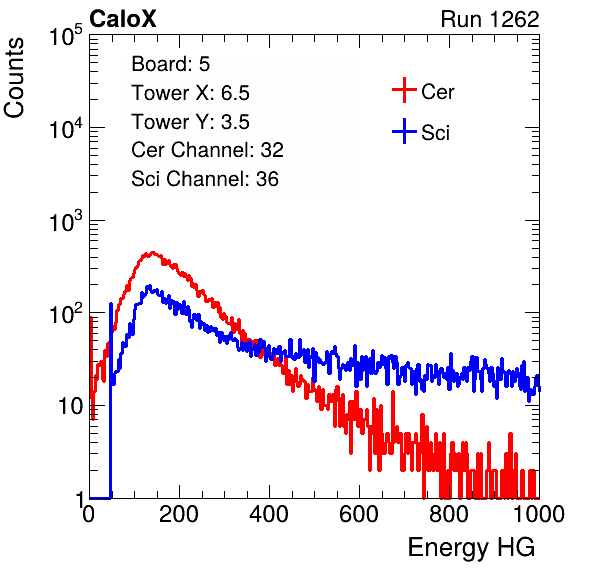 CaloX Run 1262
Counts
Board: 5
Tower X: 6.5
Tower Y: 3.5
Cer Channel: 32
Sci Channel: 36
Cer
Sci
10^5
10^4
10^3
10^2
10
1
0 200 400 600 800 1000
Energy HG